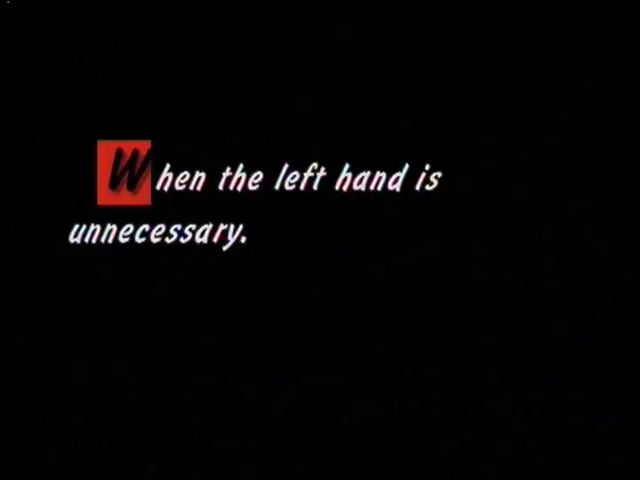 When the left hand is
unnecessary.